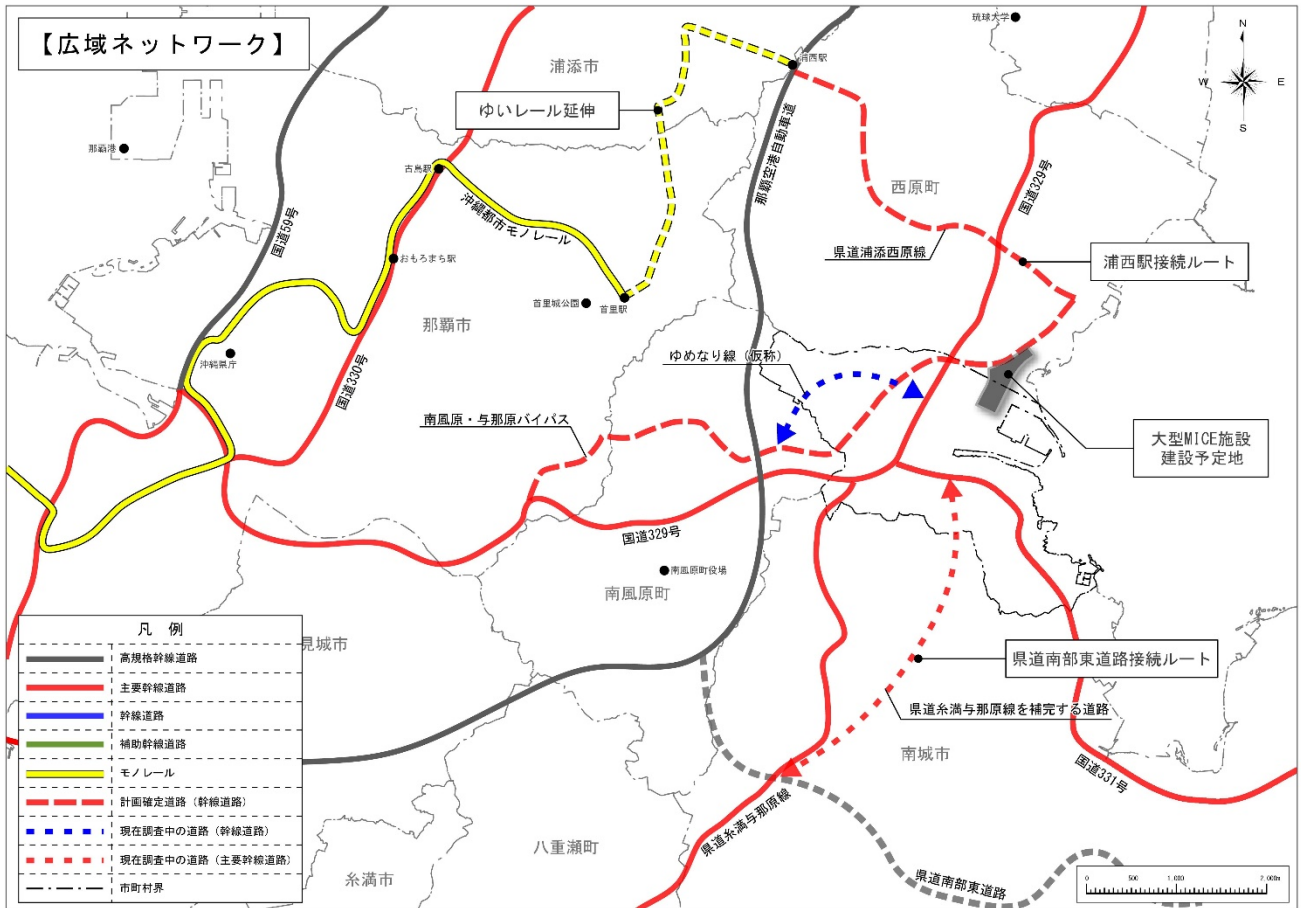 【広域ネットワーク】
琉球大学
N
W
E
S
浦添市
浦西駅
ゆいレール延伸
那覇港
古島駅
那覇空港自動車道
西原町
国道329号
沖縄都市モノレール
国道59号
おもろまち駅
県道浦添西原線
浦西駅接続ルート
首里城公園
首里駅
那覇市
沖縄県庁
ゆめなり線(仮称)
国道330号
南風原・与那原バイパス
大型MICE施設
建設予定地
国道329号
南風原町役場
南風原町
見城市
県道南部東道路接続ルート
県道糸満与那原線を補完する道路
南城市
国道331号
県道糸満与那原線
八重瀬町
糸満市
県道南部東道路
凡 例
高規格幹線道路
主要幹線道路
幹線道路
補助幹線道路
モノレール
計画確定道路(幹線道路)
現在調査中の道路(幹線道路)
現在調査中の道路(主要幹線道路)
市町村界
0 500 1,000 2,000m